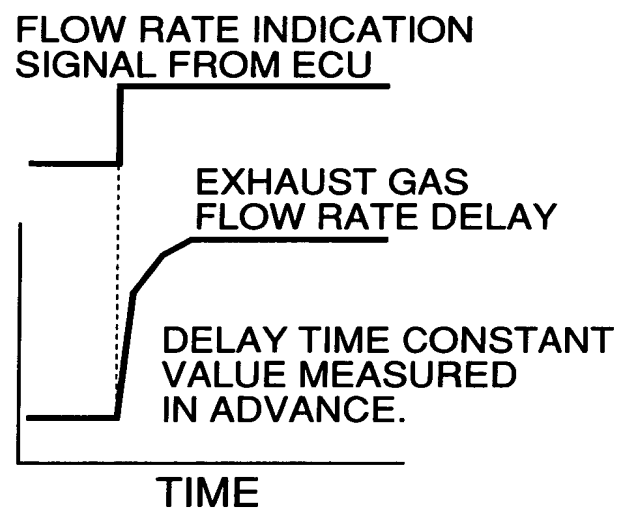 FLOW RATE INDICATION
SIGNAL FROM ECU
EXHAUST GAS
FLOW RATE DELAY
DELAY TIME CONSTANT
VALUE MEASURED
IN ADVANCE.
TIME